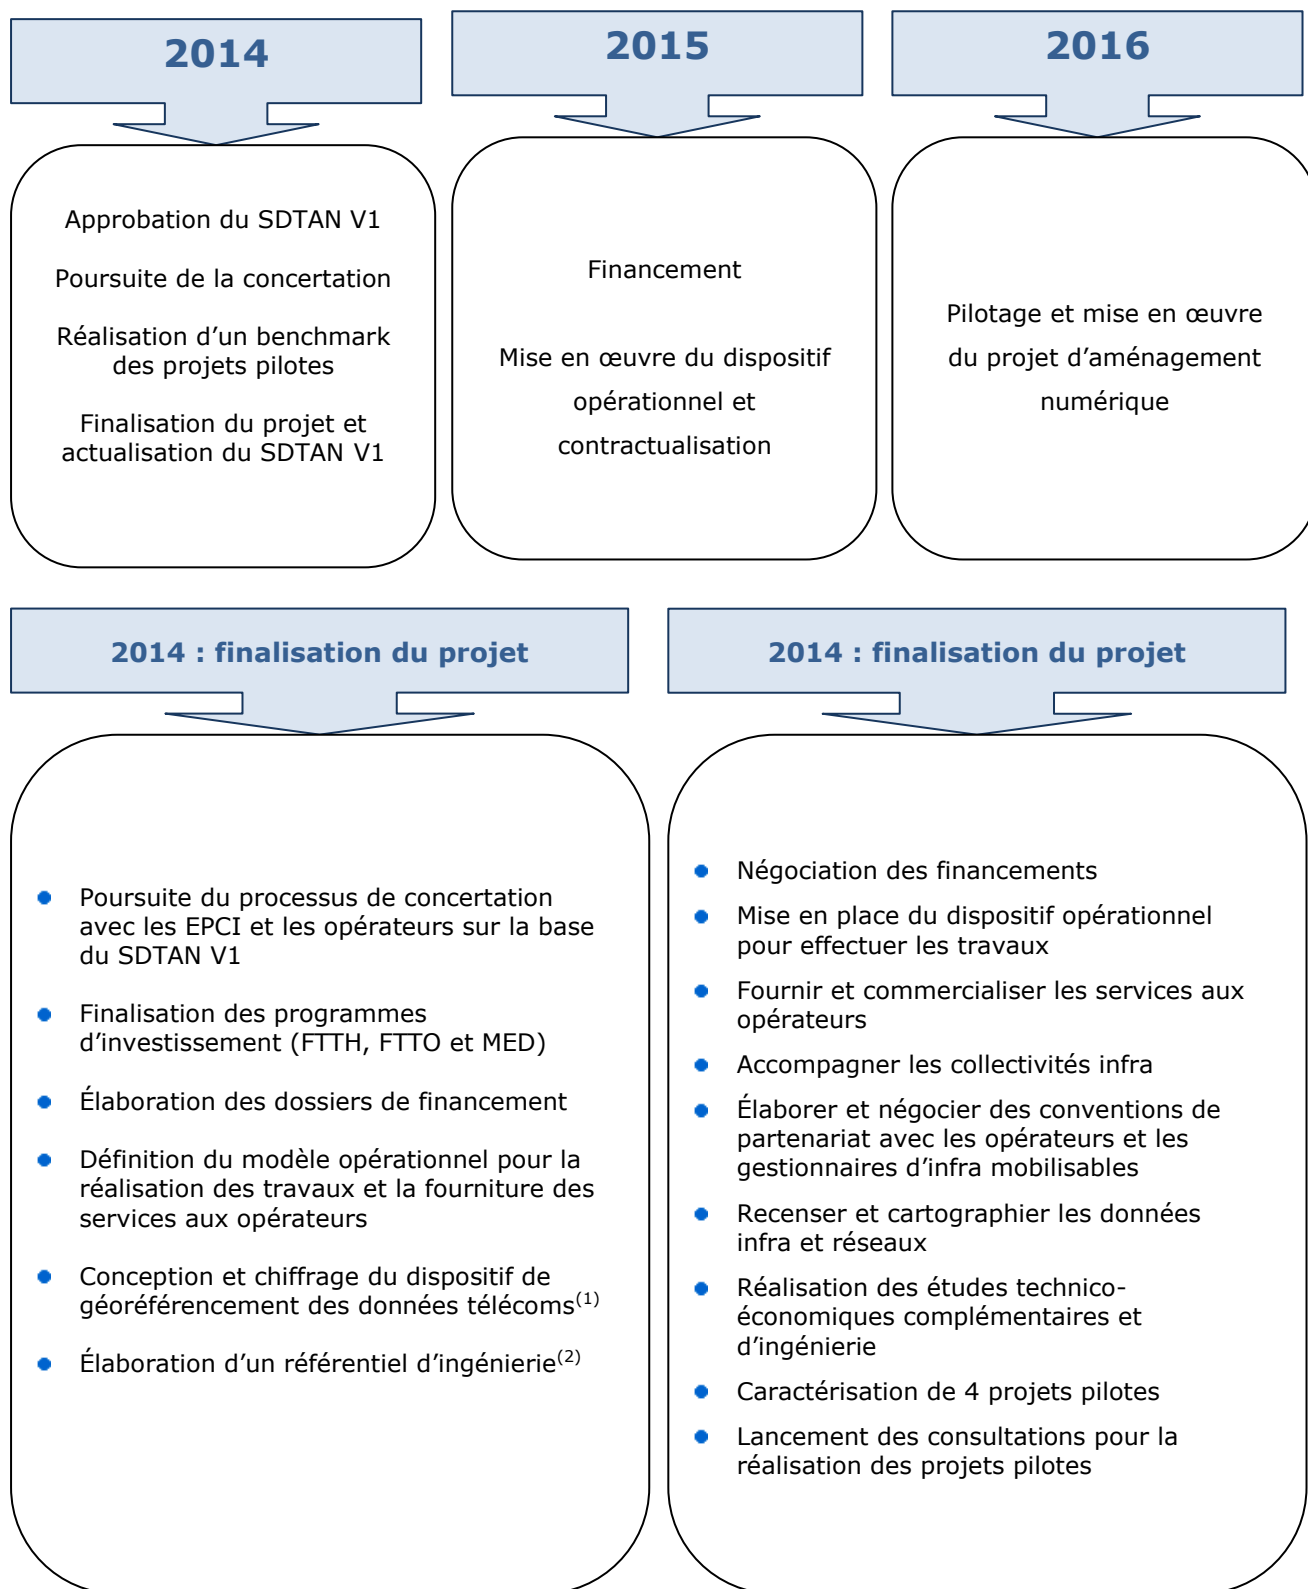 2014
Approbation du SDTAN V1
Poursuite de la concertation
Réalisation d’un benchmark
des projets pilotes
Finalisation du projet et
actualisation du SDTAN V1
2015
Financement
Mise en œuvre du dispositif
opérationnel et
contractualisation
2016
Pilotage et mise en œuvre
du projet d’aménagement
numérique
2014 : finalisation du projet
Poursuite du processus de concertation
avec les EPCI et les opérateurs sur la base
du SDTAN V1
Finalisation des programmes
d’investissement (FTTH, FTTO et MED)
Élaboration des dossiers de financement
Définition du modèle opérationnel pour la
réalisation des travaux et la fourniture des
services aux opérateurs
Conception et chiffrage du dispositif de
géoréférencement des données télécoms(1)
Élaboration d’un référentiel d’ingénierie(2)
2014 : finalisation du projet
Négociation des financements
Mise en place du dispositif opérationnel
pour effectuer les travaux
Fournir et commercialiser les services aux
opérateurs
Accompagner les collectivités infra
Élaborer et négocier des conventions de
partenariat avec les opérateurs et les
gestionnaires d’infra mobilisables
Recenser et cartographier les données
infra et réseaux
Réalisation des études technico-
économiques complémentaires et
d’ingénierie
Caractérisation de 4 projets pilotes
Lancement des consultations pour la
réalisation des projets pilotes